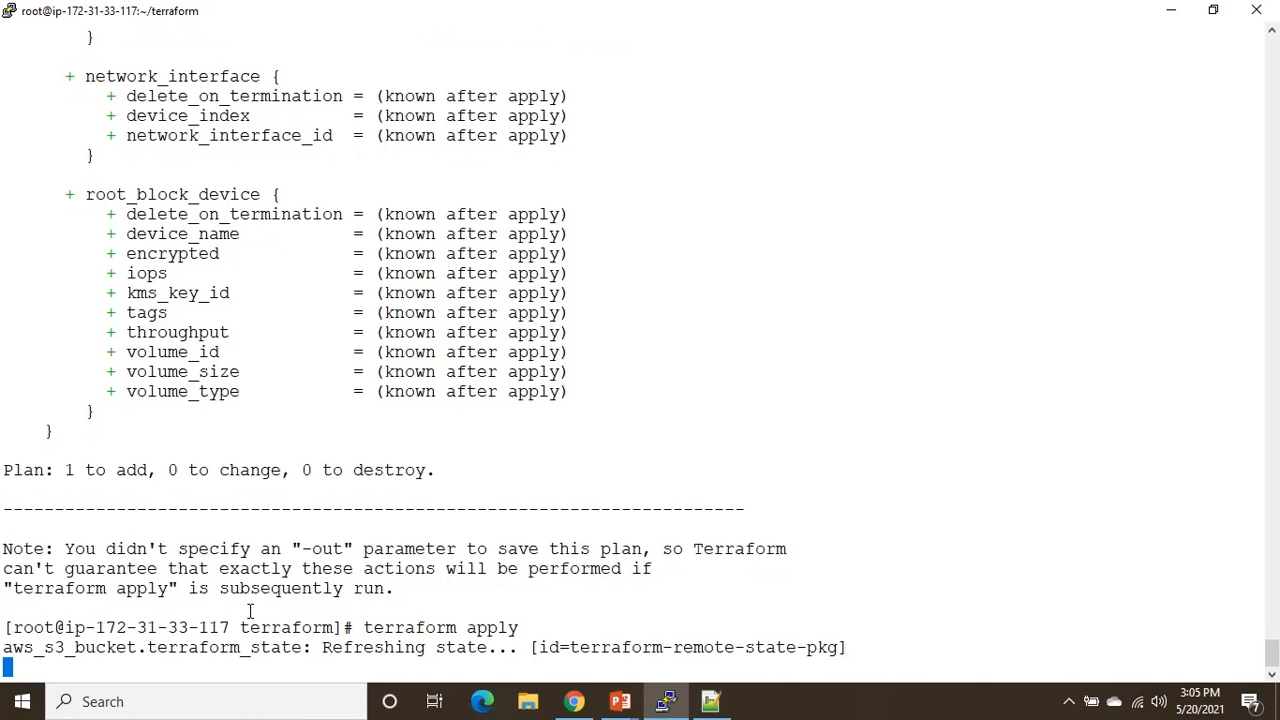 root@ip-172-31-33-117:~/terraform
}
+ network_interface {
+ delete_on_termination = (known after apply)
+ device_index = (known after apply)
+ network_interface_id = (known after apply)
}
+ root_block_device {
+ delete_on_termination = (known after apply)
+ device_name = (known after apply)
+ encrypted = (known after apply)
+ iops = (known after apply)
+ kms_key_id = (known after apply)
+ tags = (known after apply)
+ throughput = (known after apply)
+ volume_id = (known after apply)
+ volume_size = (known after apply)
+ volume_type = (known after apply)
}
}
Plan: 1 to add, 0 to change, 0 to destroy.
------------------------------------------------------------------------
Note: You didn't specify an "-out" parameter to save this plan, so Terraform
can't guarantee that exactly these actions will be performed if
"terraform apply" is subsequently run.
[root@ip-172-31-33-117 terraform]# terraform apply
aws_s3_bucket.terraform_state: Refreshing state... [id=terraform-remote-state-pkg]
Search
3:05 PM
5/20/2021
7